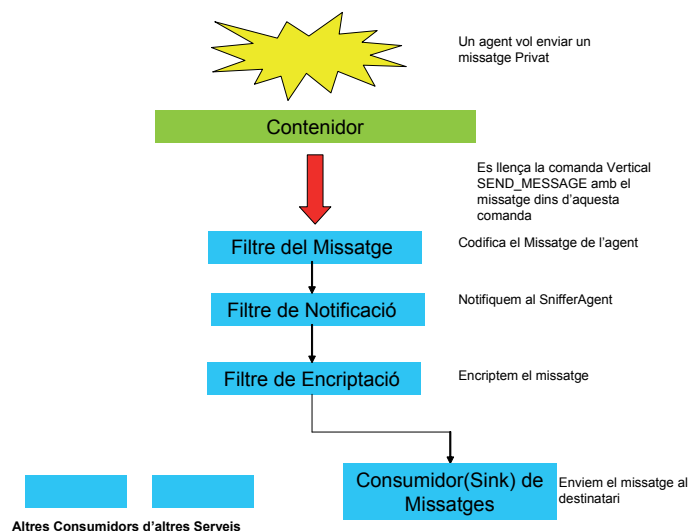 Un agent vol enviar un
missatge Privat
Contenidor
Es llença la comanda Vertical
SEND_MESSAGE amb el
missatge dins d'aquesta
comanda
Filtre del Missatge
Codifica el Missatge de l'agent
Filtre de Notificació
Notifiquem al SnifferAgent
Filtre de Encriptació
Encriptem el missatge
Consumidor(Sink) de
Missatges
Enviem el missatge al
destinatari
Altres Consumidors d'altres Serveis